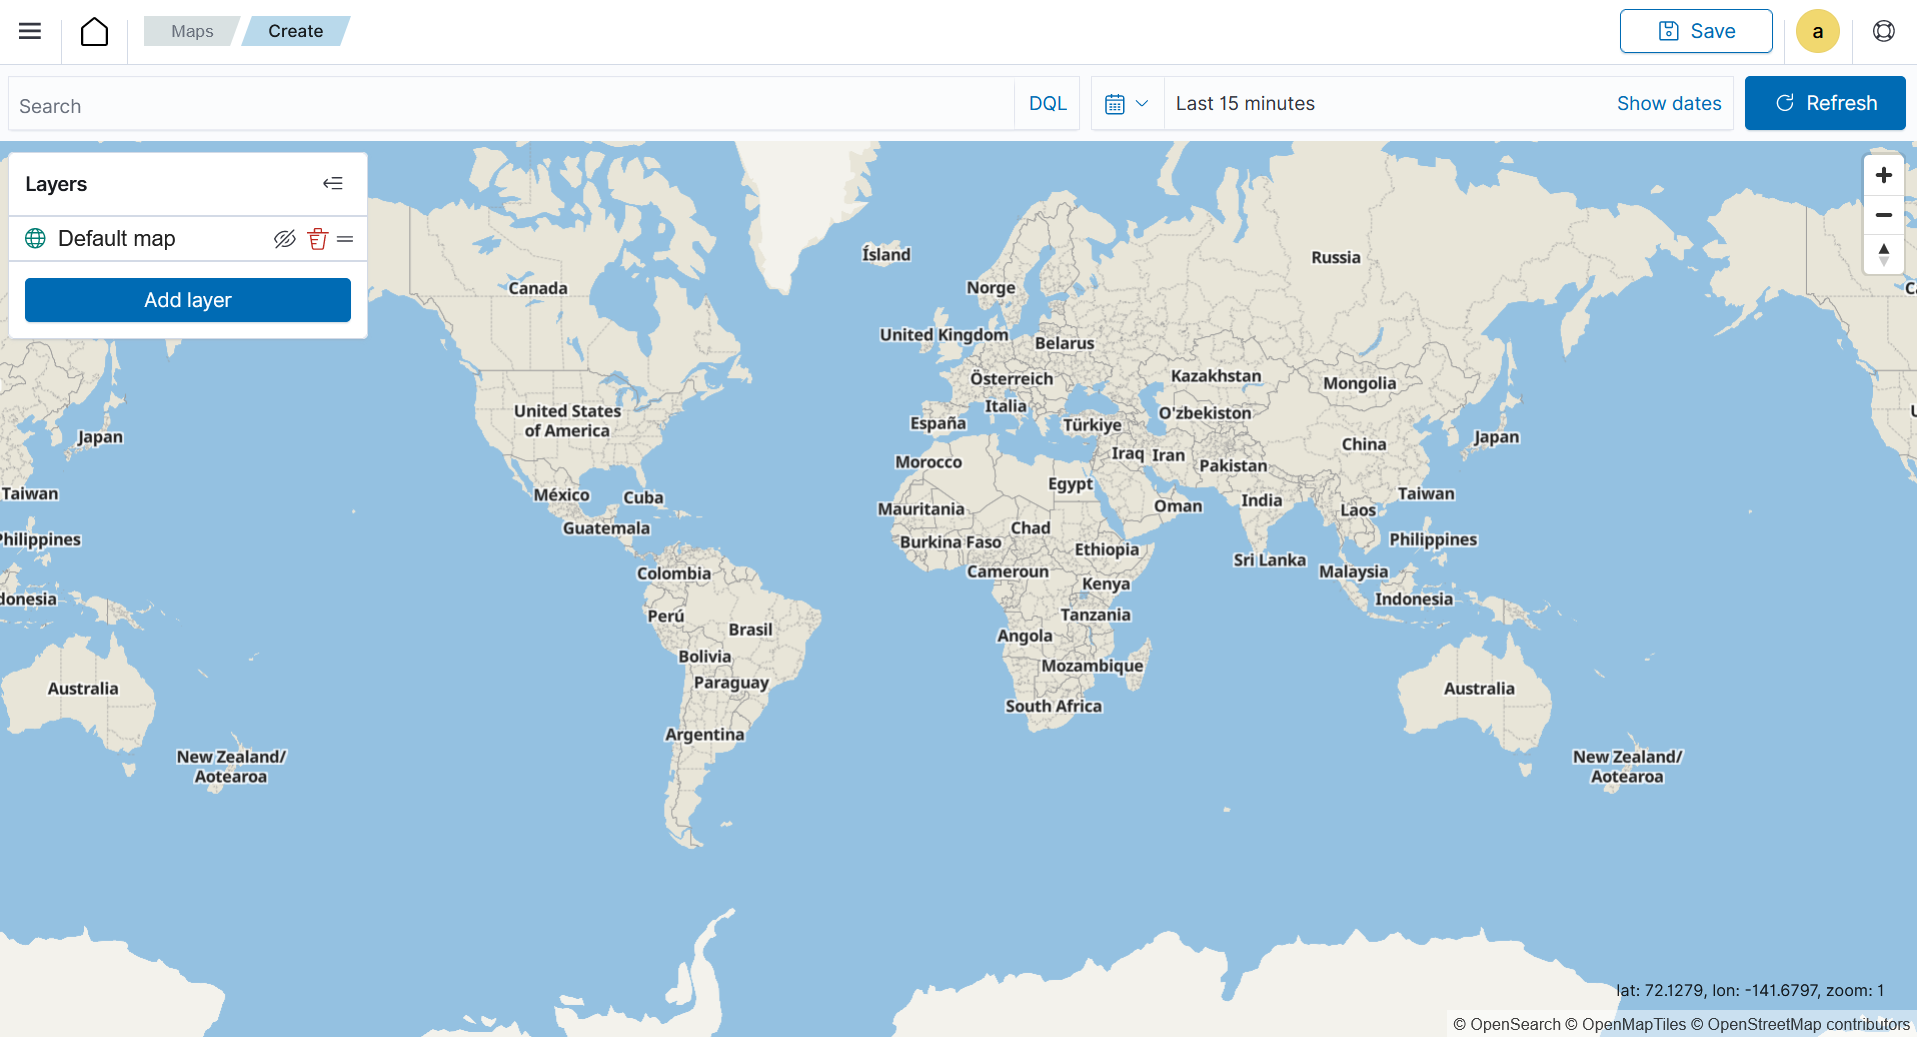 Maps
Create
Save
a
Search
DQL
Last 15 minutes
Show dates
Refresh
Layers
Default map
Add layer
Ísland
Russia
Canada
Norge
United Kingdom
Belarus
Österreich
Kazakhstan
Mongolia
Italia
United States
of America
O'zbekiston
España
Türkiye
Japan
China
Japan
Iraq
Iran
Morocco
Pakistan
Egypt
Taiwan
México
Cuba
India
Taiwan
Mauritania
Oman
Laos
Guatemala
Chad
Philippines
Burkina Faso
Ethiopia
Philippines
Sri Lanka
Colombia
Cameroun
Malaysia
Kenya
donesia
Indonesia
Perú
Tanzania
Brasil
Angola
Bolivia
Mozambique
Paraguay
Australia
Australia
South Africa
Argentina
New Zealand/
Aotearoa
New Zealand/
Aotearoa
lat: 72.1279, lon: -141.6797, zoom: 1
© OpenSearch © OpenMapTiles © OpenStreetMap contributors